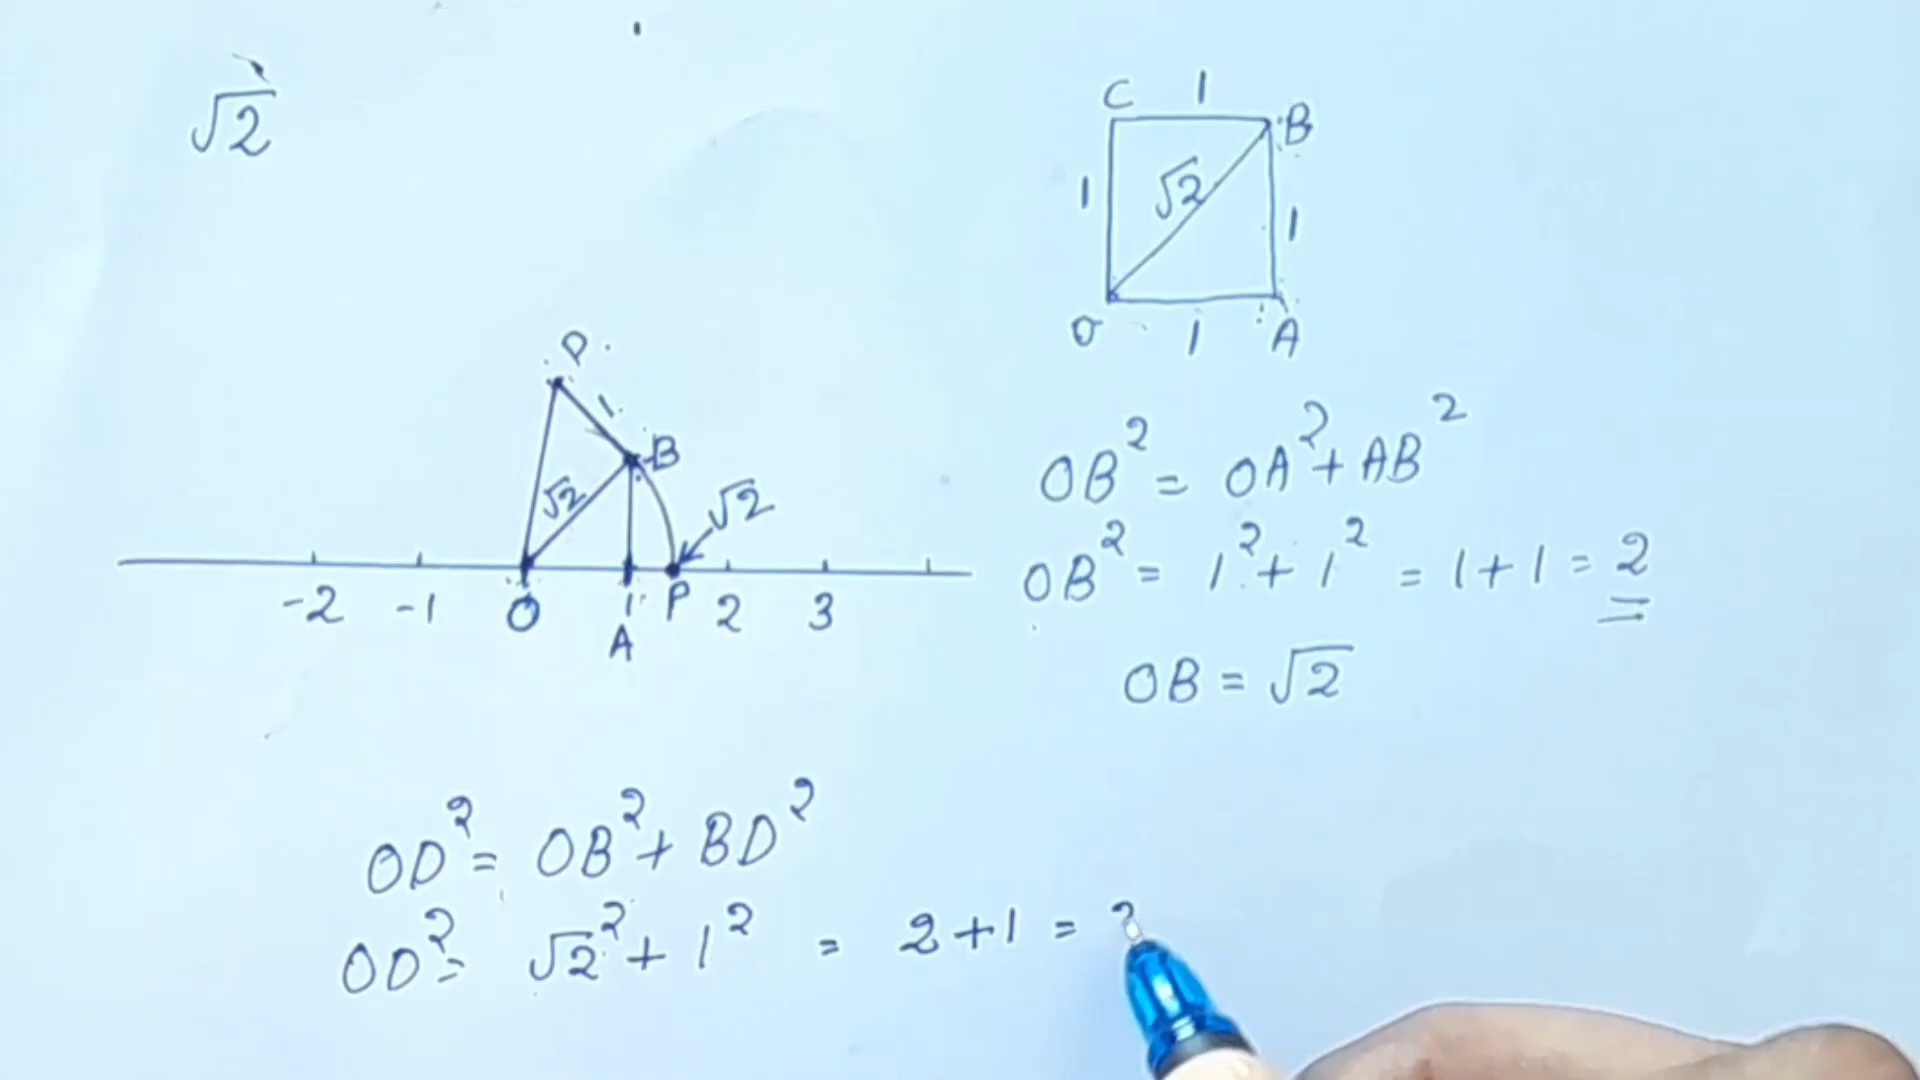 √2
C 1 B
1 √2 1
O 1 A
D
1
B
√2
√2
-2 -1 0 1 P 2 3
A
OB² = OA² + AB²
OB² = 1² + 1² = 1+1 = 2
OB = √2
OD² = OB² + BD²
OD² = √2² + 1² = 2+1 =